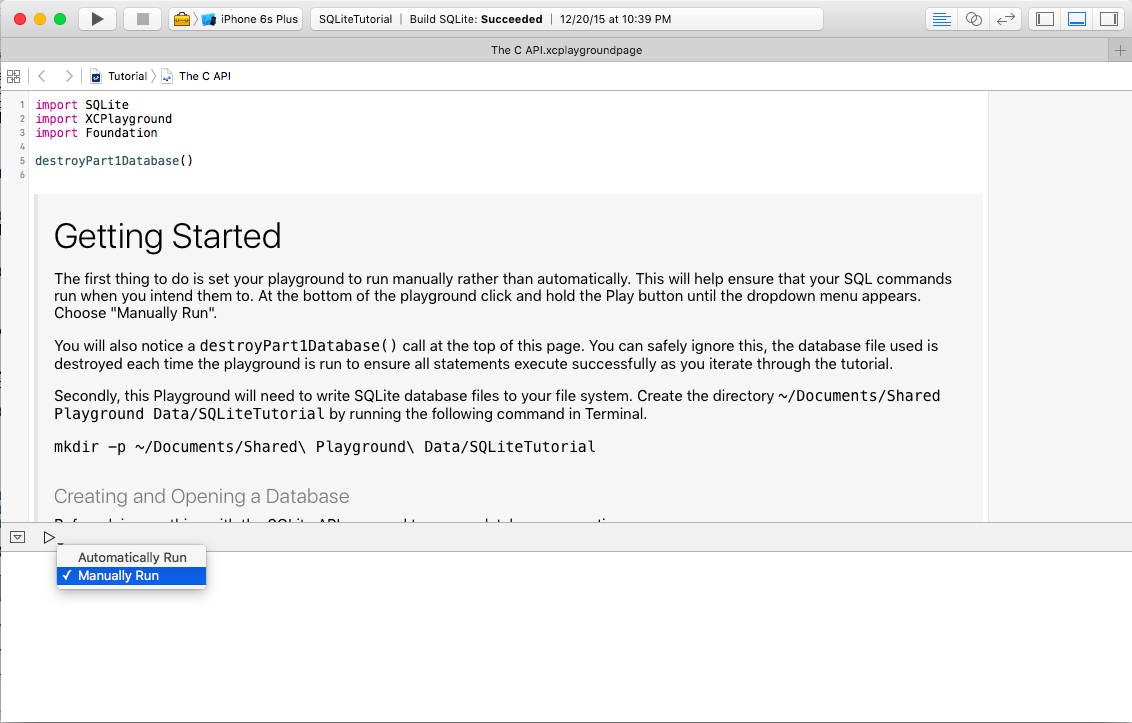 iPhone 6s Plus
SQLiteTutorial | Build SQLite: Succeeded | 12/20/15 at 10:39 PM
The C API.xcplaygroundpage
Tutorial The C API
1 import SQLite
2 import XCPlayground
3 import Foundation
4
5 destroyPart1Database()
6
Getting Started
The first thing to do is set your playground to run manually rather than automatically. This will help ensure that your SQL commands
run when you intend them to. At the bottom of the playground click and hold the Play button until the dropdown menu appears.
Choose "Manually Run".
You will also notice a destroyPart1Database() call at the top of this page. You can safely ignore this, the database file used is
destroyed each time the playground is run to ensure all statements execute successfully as you iterate through the tutorial.
Secondly, this Playground will need to write SQLite database files to your file system. Create the directory ~/Documents/Shared
Playground Data/SQLiteTutorial by running the following command in Terminal.
mkdir -p ~/Documents/Shared\ Playground\ Data/SQLiteTutorial
Creating and Opening a Database
Automatically Run
✓ Manually Run